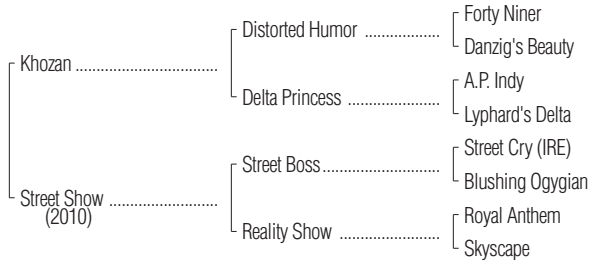 Forty Niner
Distorted Humor ..................
Danzig's Beauty
Khozan ..................................
A.P. Indy
Delta Princess ......................
Lyphard's Delta
Street Cry (IRE)
Street Boss............................
Blushing Ogygian
Street Show ..........................
(2010)
Royal Anthem
Reality Show ........................
Skyscape